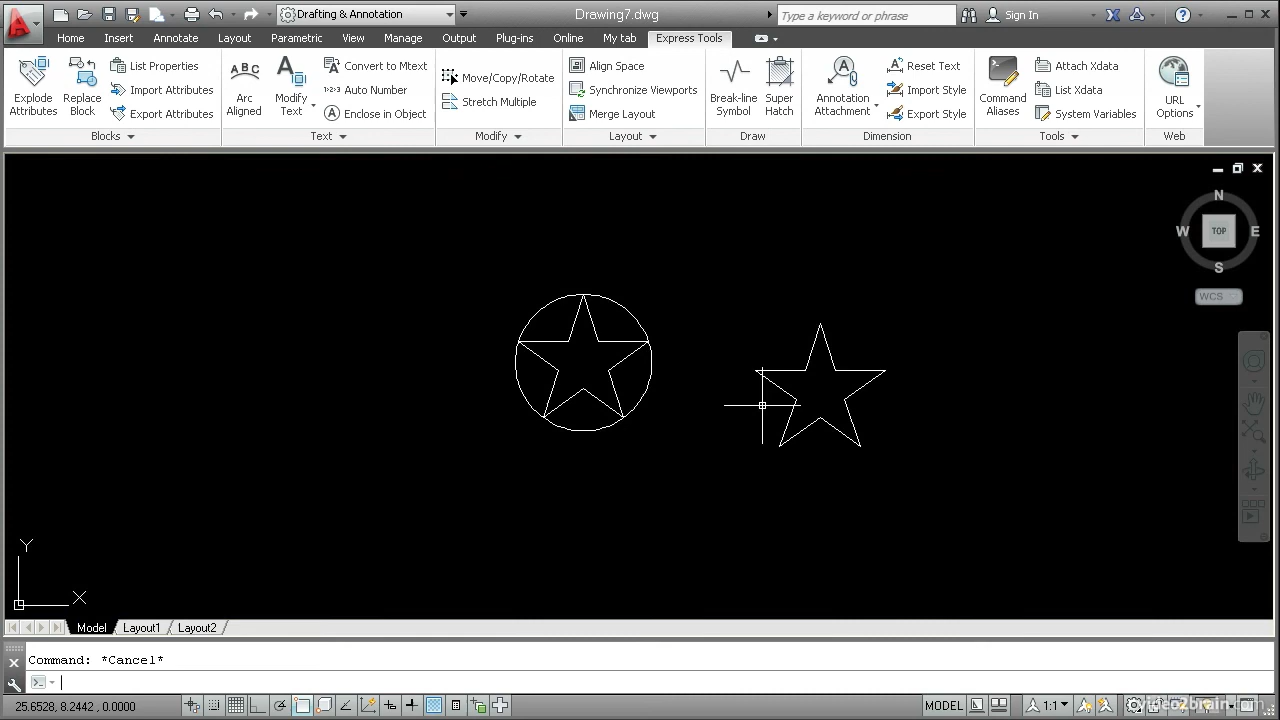 Drafting & Annotation
Drawing7.dwg
Type a keyword or phrase
Sign In
Home Insert Annotate Layout Parametric View Manage Output Plug-ins Online My tab Express Tools
Explode Attributes
Replace Block
List Properties
Import Attributes
Export Attributes
Blocks
Arc Aligned
Modify Text
Convert to Mtext
Auto Number
Enclose in Object
Text
Move/Copy/Rotate
Stretch Multiple
Modify
Align Space
Synchronize Viewports
Merge Layout
Layout
Break-line Symbol
Super Hatch
Draw
Annotation Attachment
Reset Text
Import Style
Export Style
Dimension
Command Aliases
Attach Xdata
List Xdata
System Variables
Tools
URL Options
Web
N
W TOP E
S
WCS
Y
X
Model Layout1 Layout2
Command: *Cancel*
25.6528, 8.2442 , 0.0000
MODEL
1:1
video2brain.com